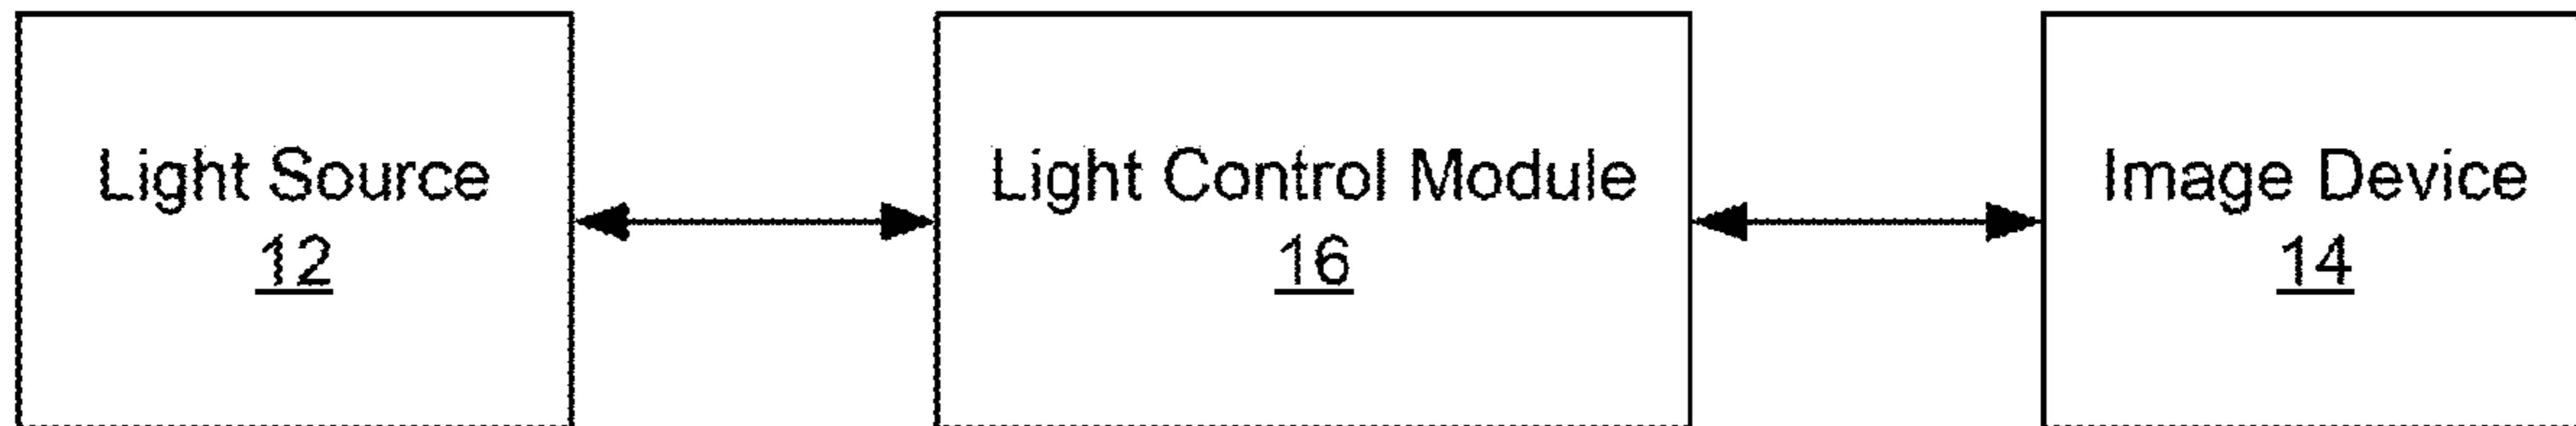 Light Source
12
Light Control Module
16
Image Device
14